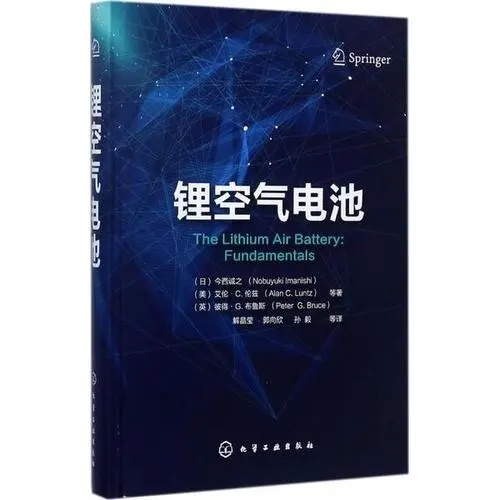 Springer
锂空气电池
锂空气电池
The Lithium Air Battery:
Fundamentals
（日）今西诚之（Nobuyuki Imanishi）
（美）艾伦·C.伦兹（Alan C. Luntz） 等著
（英）彼得·G.布鲁斯（Peter G. Bruce）
解晶莹 郭向欣 孙毅 等译
化学工业出版社